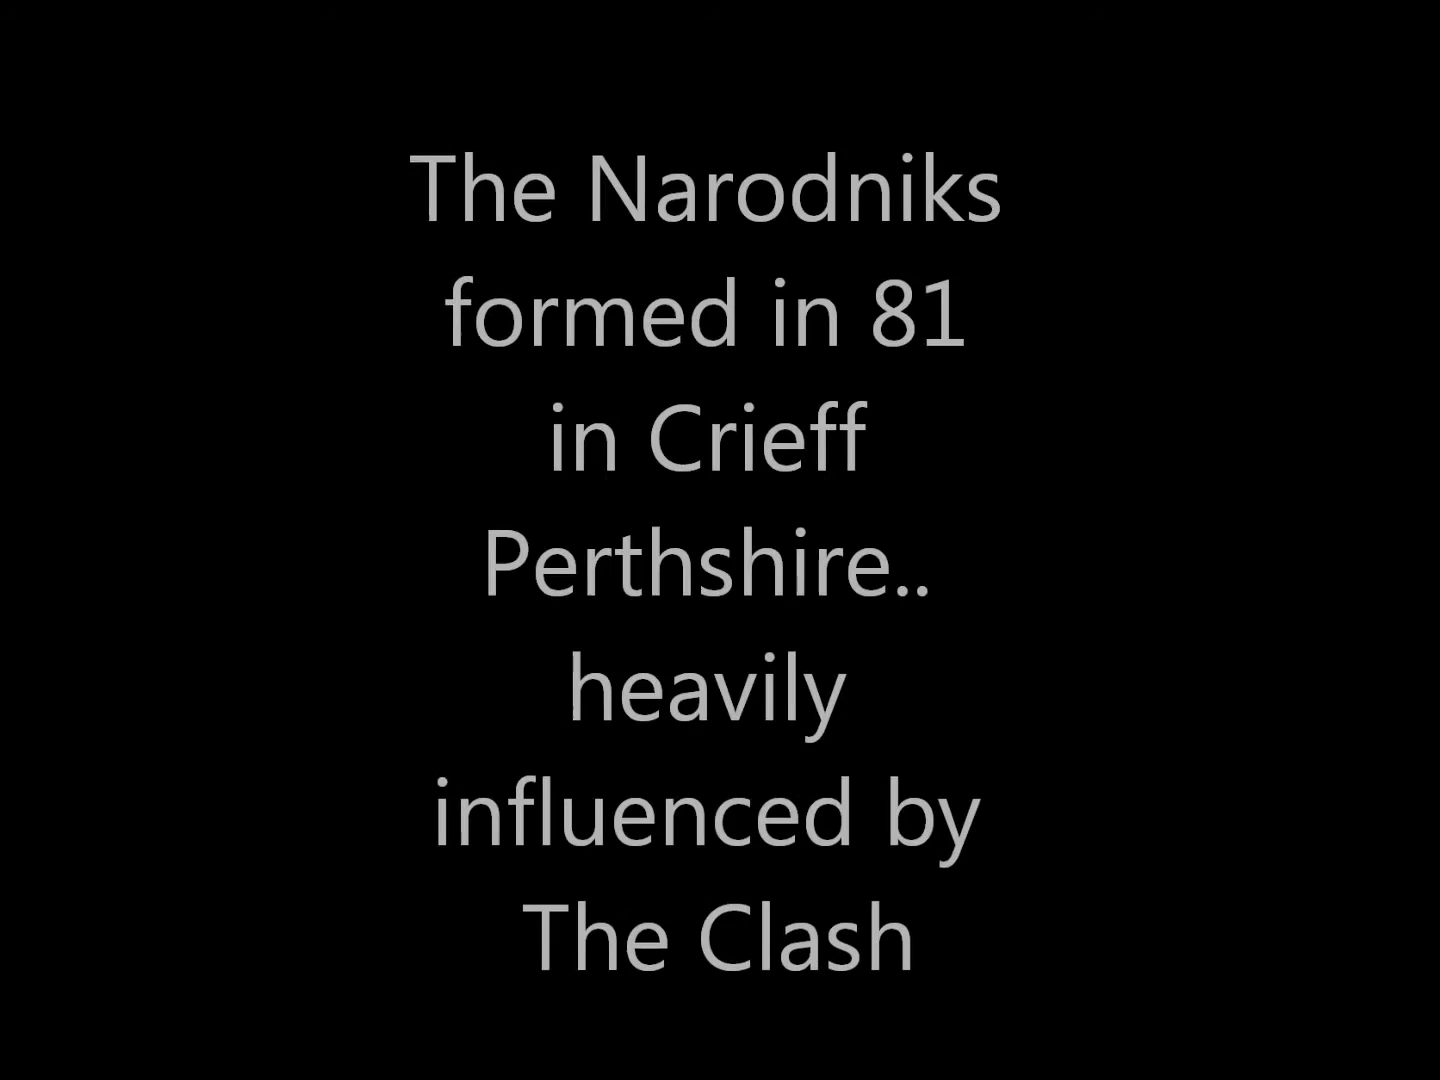 The Narodniks
formed in 81
in Crieff
Perthshire..
heavily
influenced by
The Clash